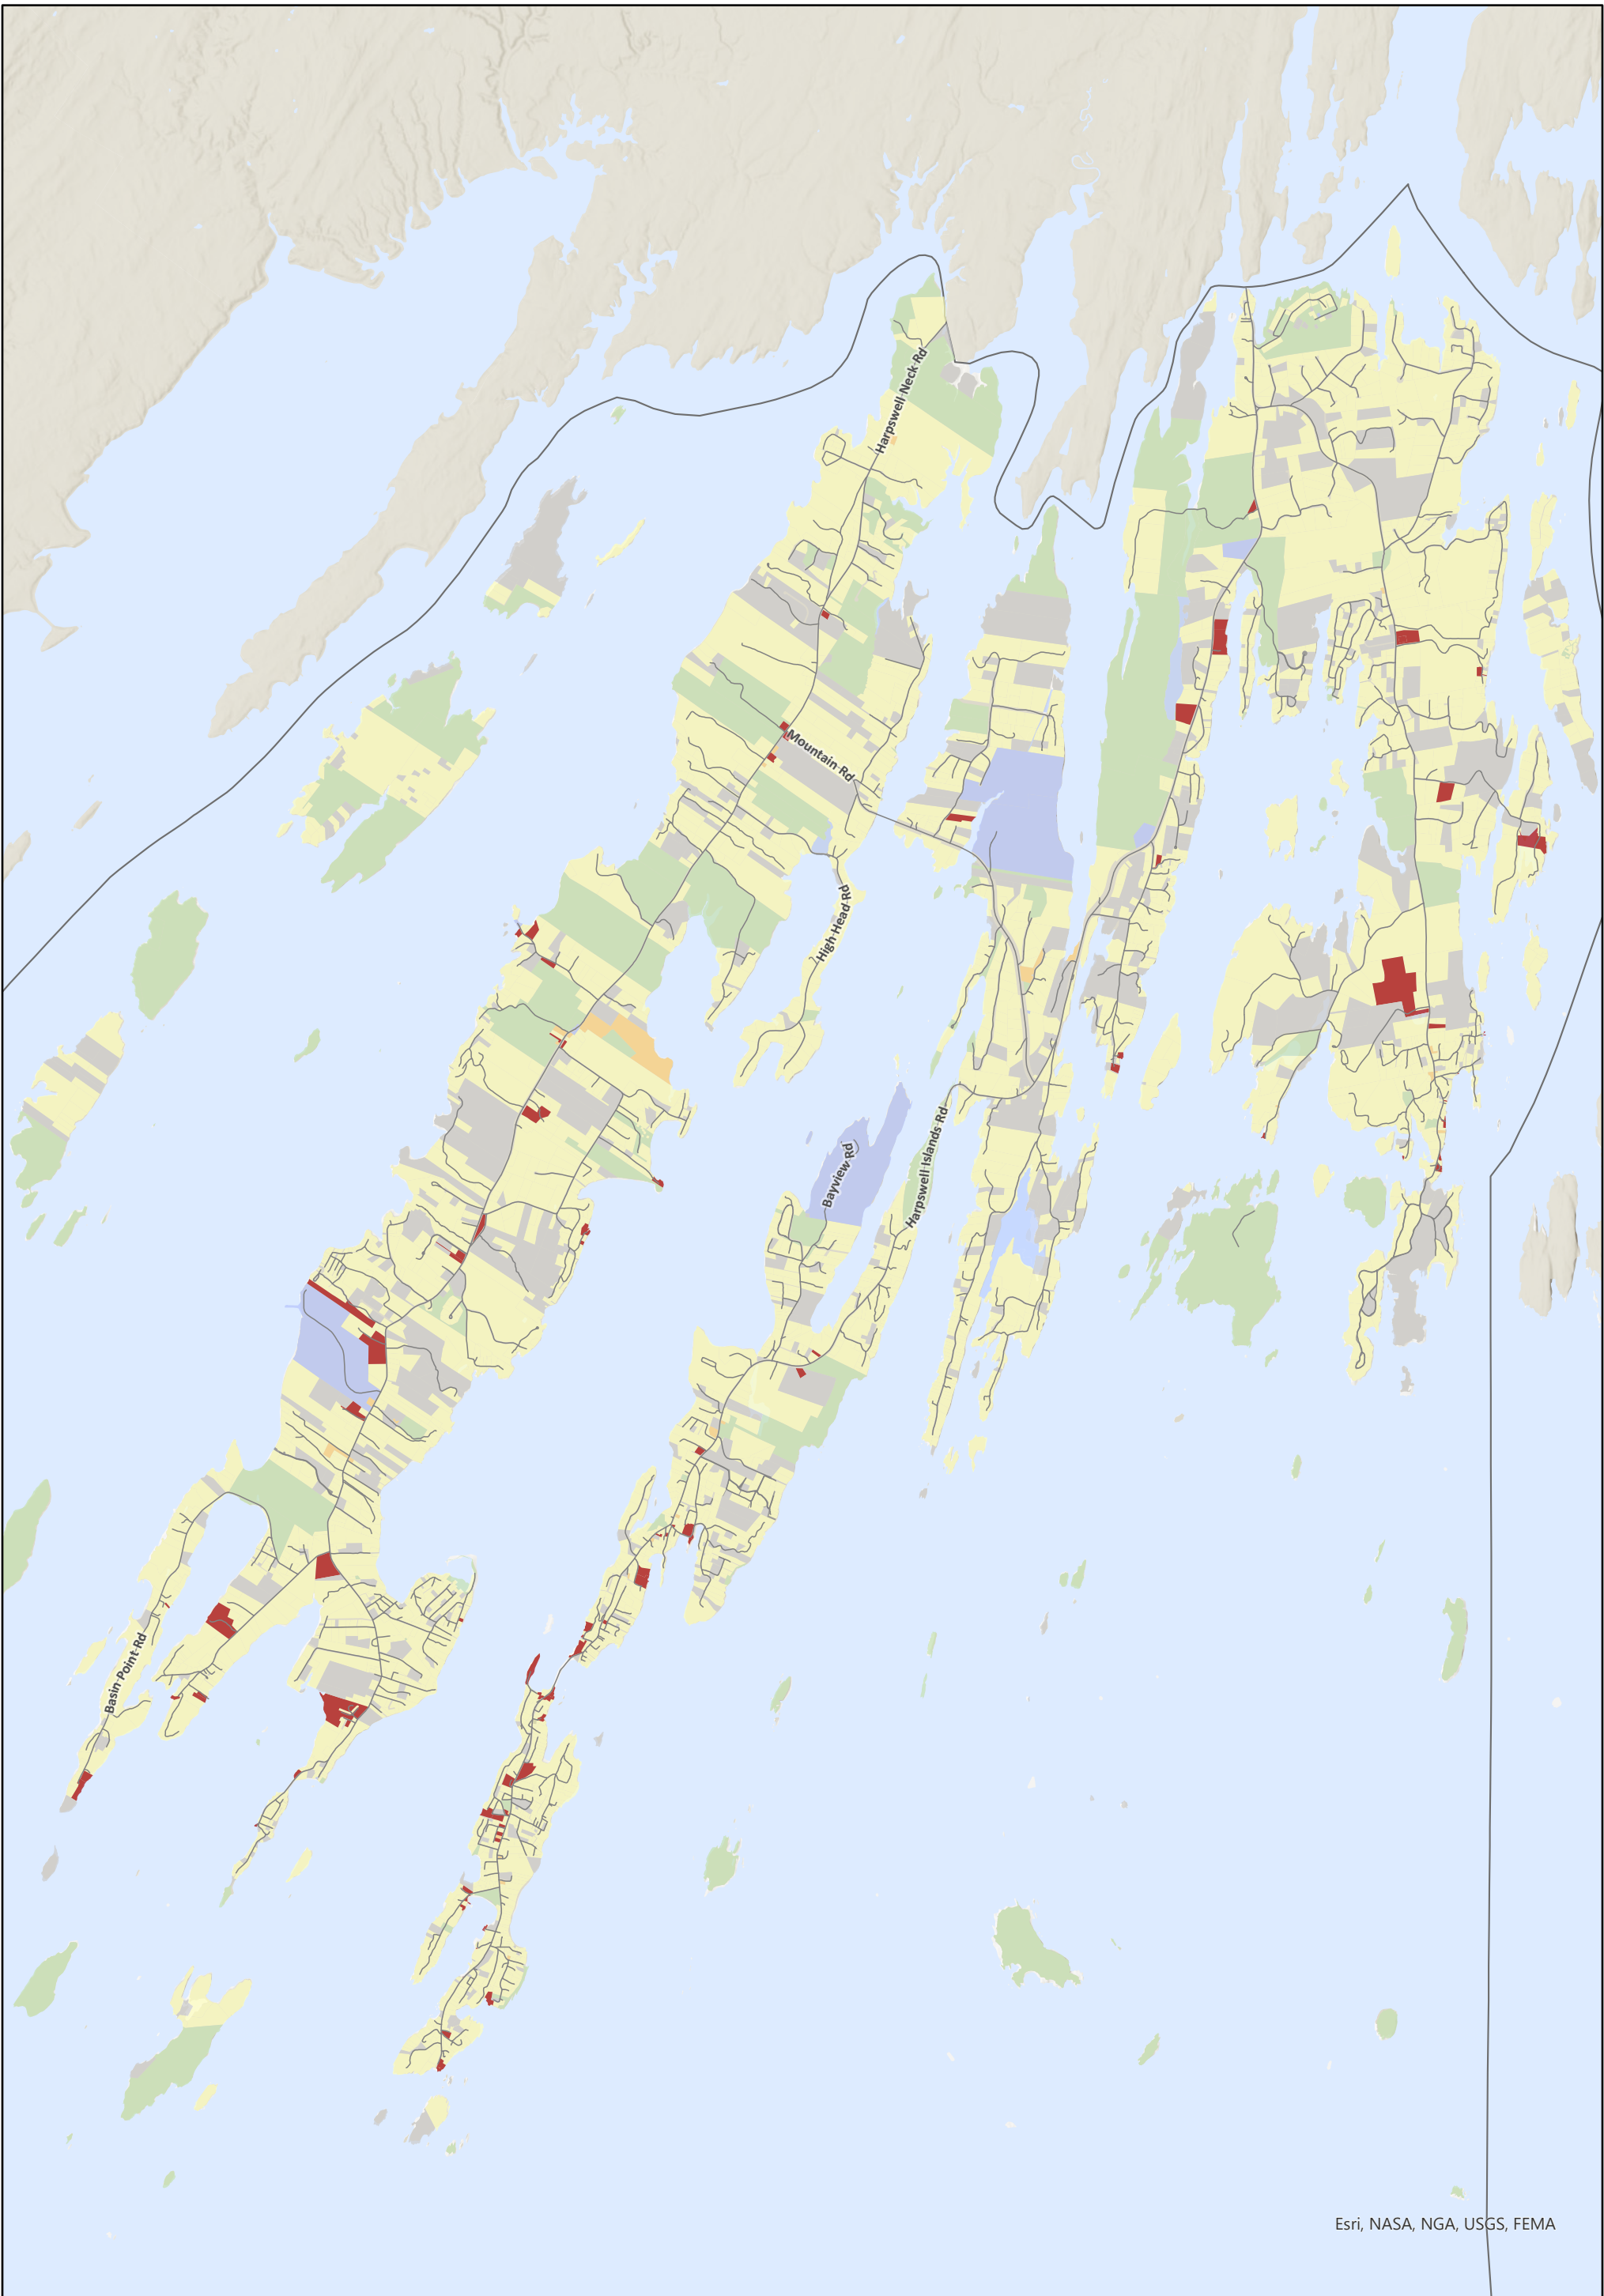 Harpswell Neck Rd
Mountain Rd
High Head Rd
Harpswell Islands Rd
Bayview Rd
Basin Point Rd
Esri, NASA, NGA, USGS, FEMA